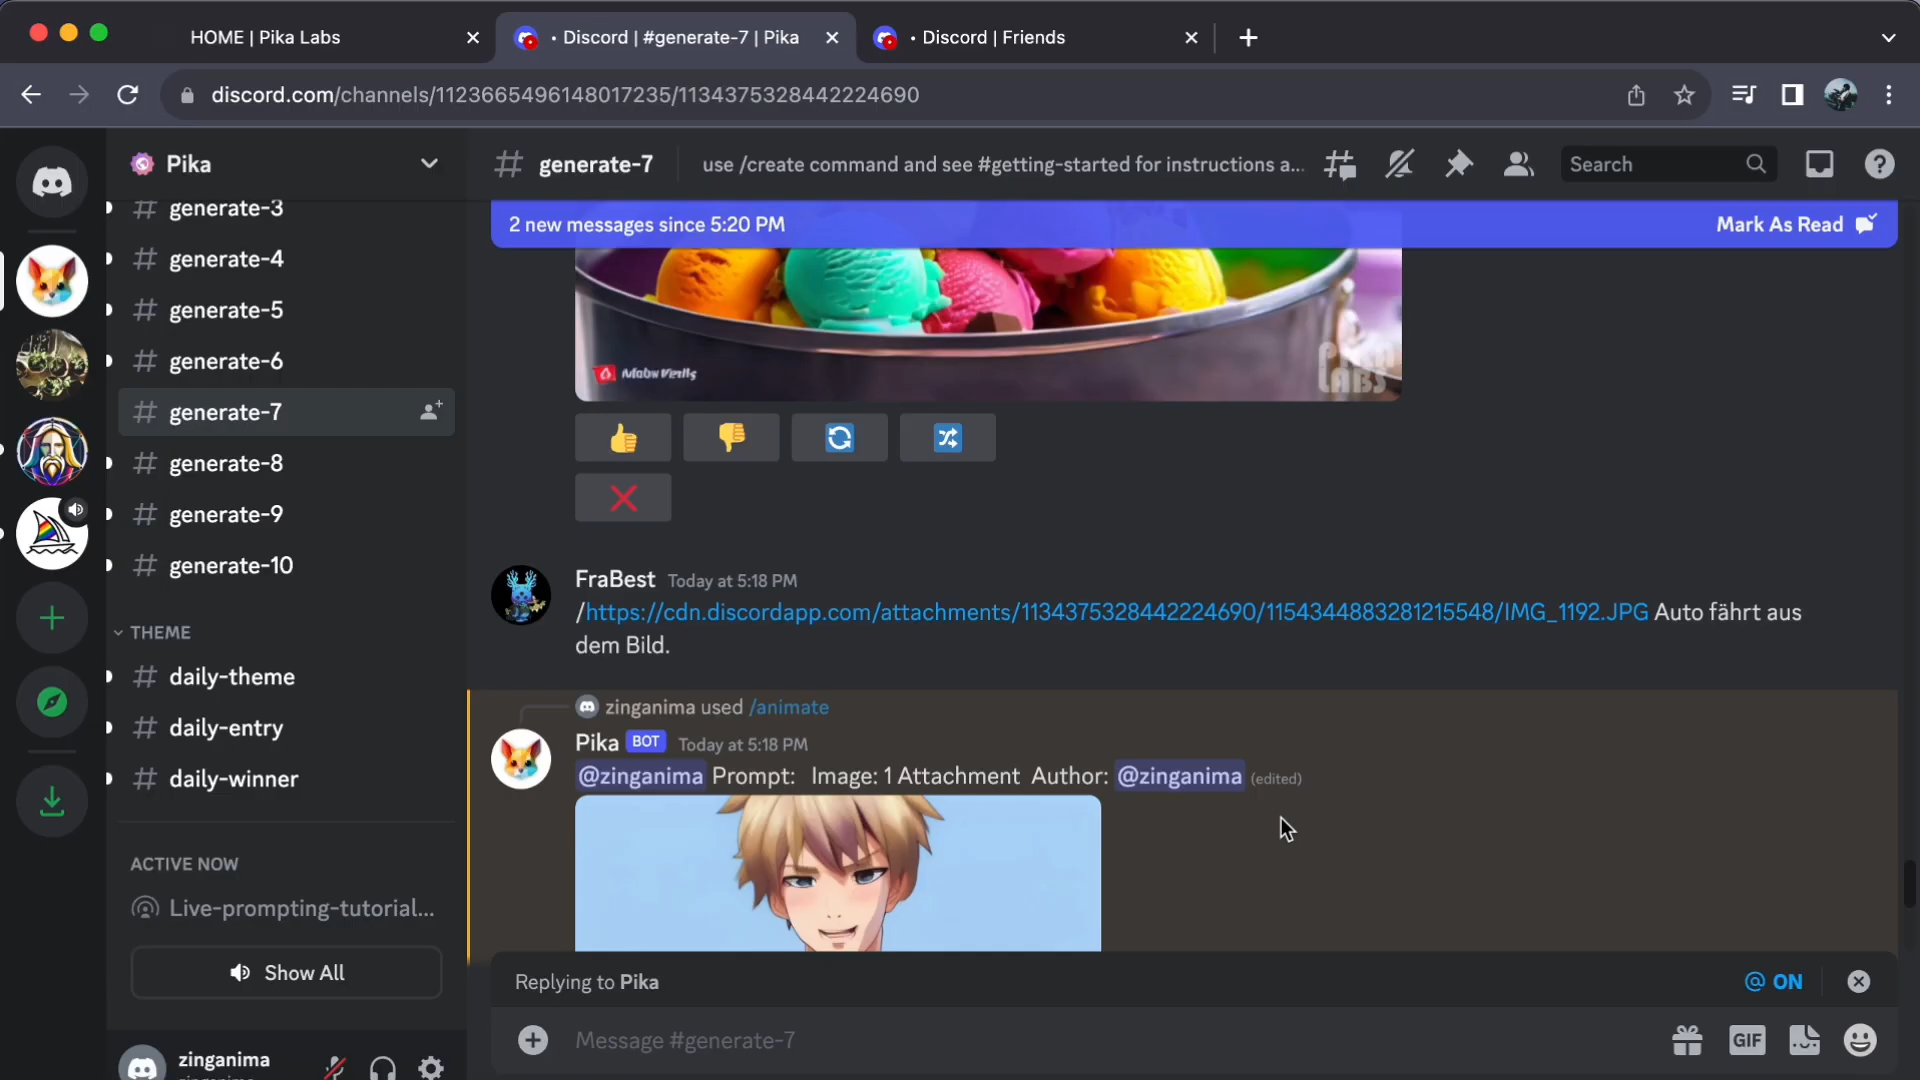 HOME | Pika Labs
• Discord | #generate-7 | Pika
• Discord | Friends
discord.com/channels/1123665496148017235/1134375328442224690
Pika
generate-7
use /create command and see #getting-started for instructions a...
Search
generate-3
generate-4
generate-5
generate-6
generate-7
generate-8
generate-9
generate-10
THEME
daily-theme
daily-entry
daily-winner
ACTIVE NOW
Live-prompting-tutorial...
Show All
zinganima
2 new messages since 5:20 PM
Mark As Read
PIKA
LABS
FraBest Today at 5:18 PM
/https://cdn.discordapp.com/attachments/1134375328442224690/1154344883281215548/IMG_1192.JPG Auto fährt aus
dem Bild.
zinganima used /animate
Pika BOT Today at 5:18 PM
@zinganima Prompt: Image: 1 Attachment Author: @zinganima (edited)
Replying to Pika
@ ON
Message #generate-7
GIF